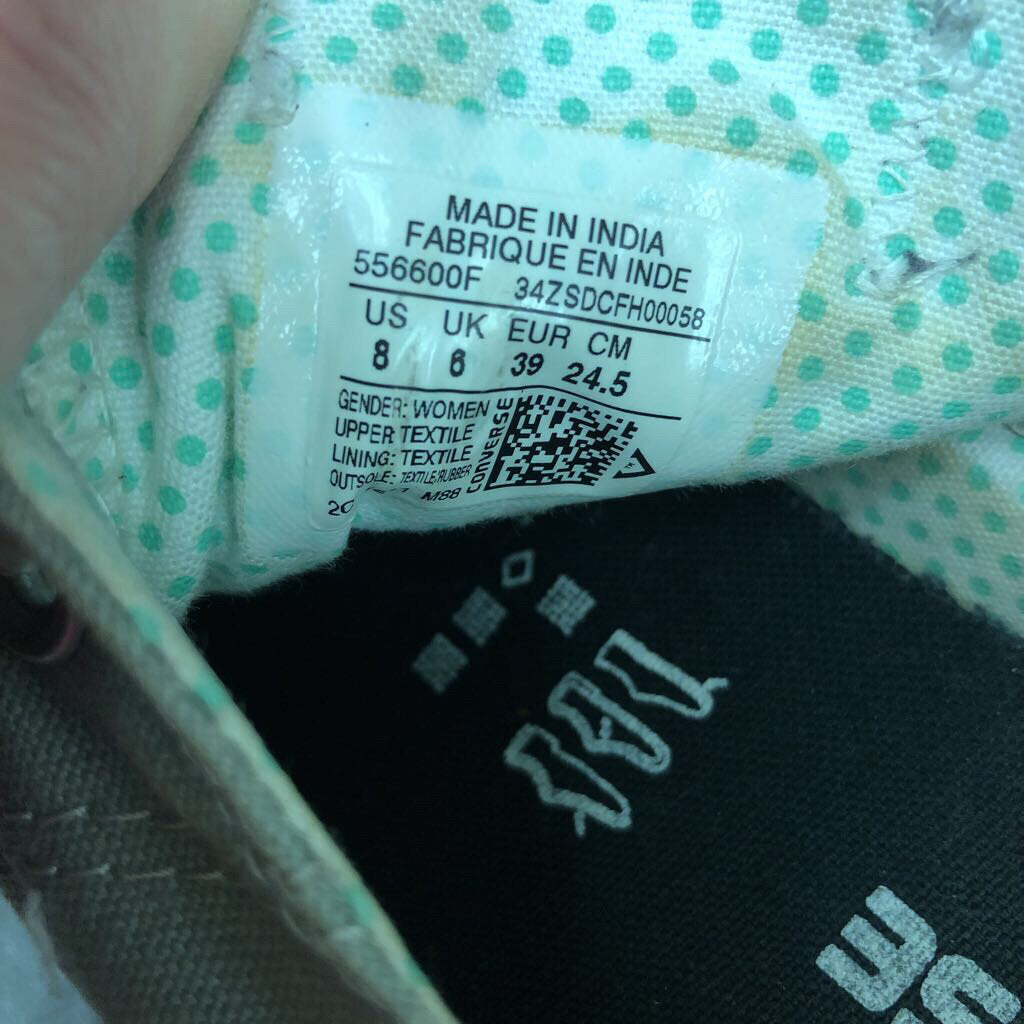 MADE IN INDIA
FABRIQUE EN INDE
556600F 34ZSDCFH00058
US UK EUR CM
8 6 39 24.5
GENDER: WOMEN
UPPER: TEXTILE
LINING: TEXTILE
OUTSOLE: TEXTILE/RUBBER
M88
CONVERSE